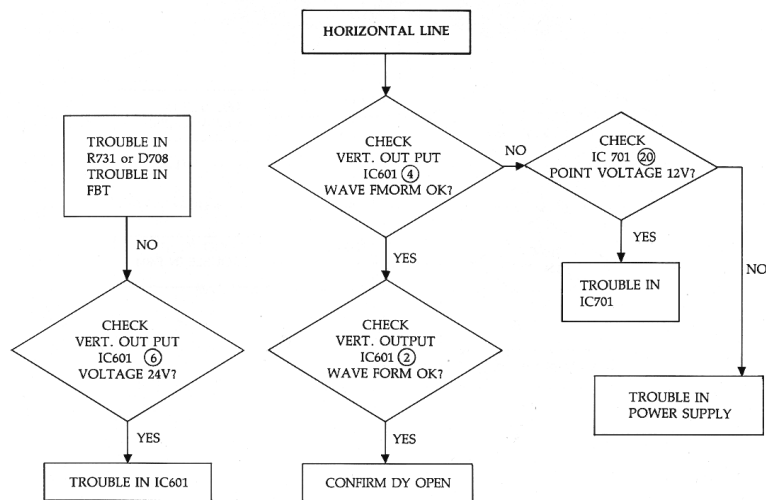 HORIZONTAL LINE
TROUBLE IN
R731 or D708
TROUBLE IN
FBT
CHECK
VERT. OUT PUT
IC601 ④
WAVE FMORM OK?
NO
CHECK
IC 701 ⑳
POINT VOLTAGE 12V?
NO
YES
YES
NO
TROUBLE IN
IC701
CHECK
VERT. OUT PUT
IC601 ⑥
VOLTAGE 24V?
CHECK
VERT. OUTPUT
IC601 ②
WAVE FORM OK?
TROUBLE IN
POWER SUPPLY
YES
YES
TROUBLE IN IC601
CONFIRM DY OPEN